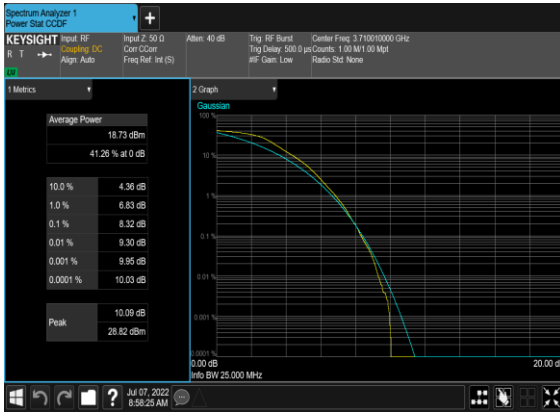 Spectrum Analyzer 1
Power Stat CCDF
+
KEYSIGHT Input: RF Input Z: 50 Ω Atten: 40 dB Trig: RF Burst Center Freq: 3.710010000 GHz
R T Coupling: DC Corr CCorr Trig Delay: 500.0 µs Counts: 1.00 M/1.00 Mpt
Align: Auto Freq Ref: Int (S) #IF Gain: Low Radio Std: None
1 Metrics
Average Power
18.73 dBm
41.26 % at 0 dB
10.0 % 4.36 dB
1.0 % 6.83 dB
0.1 % 8.32 dB
0.01 % 9.30 dB
0.001 % 9.95 dB
0.0001 % 10.03 dB
Peak
10.09 dB
28.82 dBm
2 Graph
Gaussian
100 %
10 %
1 %
0.1 %
0.01 %
0.001 %
0.0001 %
0.00 dB 20.00 d
Info BW 25.000 MHz
?
Jul 07, 2022
8:58:25 AM